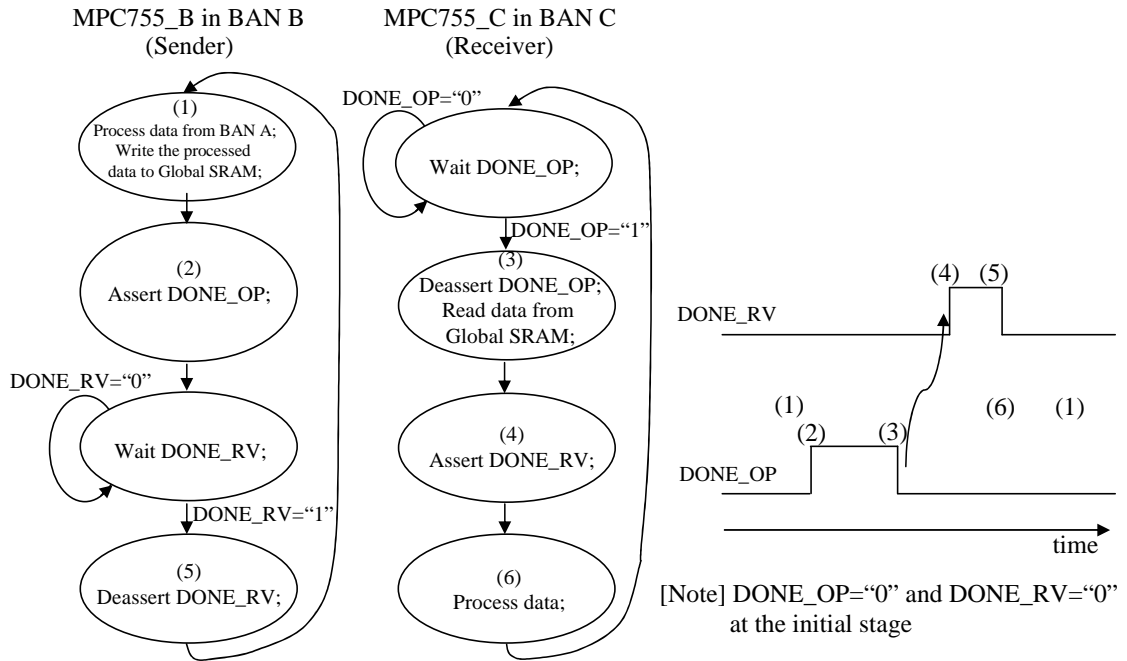 MPC755_B in BAN B
(Sender)
(1)
Process data from BAN A;
Write the processed
data to Global SRAM;
(2)
Assert DONE_OP;
DONE_RV=“0”
Wait DONE_RV;
DONE_RV=“1”
(5)
Deassert DONE_RV;
MPC755_C in BAN C
(Receiver)
DONE_OP=“0”
Wait DONE_OP;
DONE_OP=“1”
(3)
Deassert DONE_OP;
Read data from
Global SRAM;
(4)
Assert DONE_RV;
(6)
Process data;
(4) (5)
DONE_RV
(1) (6) (1)
(2) (3)
DONE_OP
time
[Note] DONE_OP=“0” and DONE_RV=“0”
at the initial stage